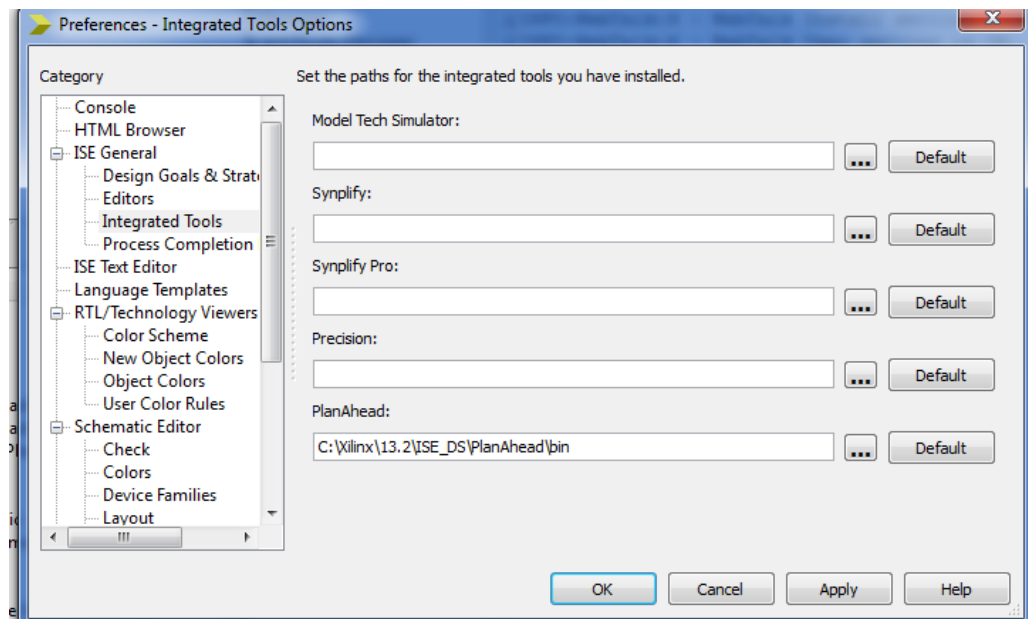 Preferences - Integrated Tools Options
Category
Console
HTML Browser
ISE General
Design Goals & Strat
Editors
Integrated Tools
Process Completion
ISE Text Editor
Language Templates
RTL/Technology Viewers
Color Scheme
New Object Colors
Object Colors
User Color Rules
Schematic Editor
Check
Colors
Device Families
Layout
Set the paths for the integrated tools you have installed.
Model Tech Simulator:
... Default
Synplify:
... Default
Synplify Pro:
... Default
Precision:
... Default
PlanAhead:
C:\Xilinx\13.2\ISE_DS\PlanAhead\bin ... Default
OK Cancel Apply Help